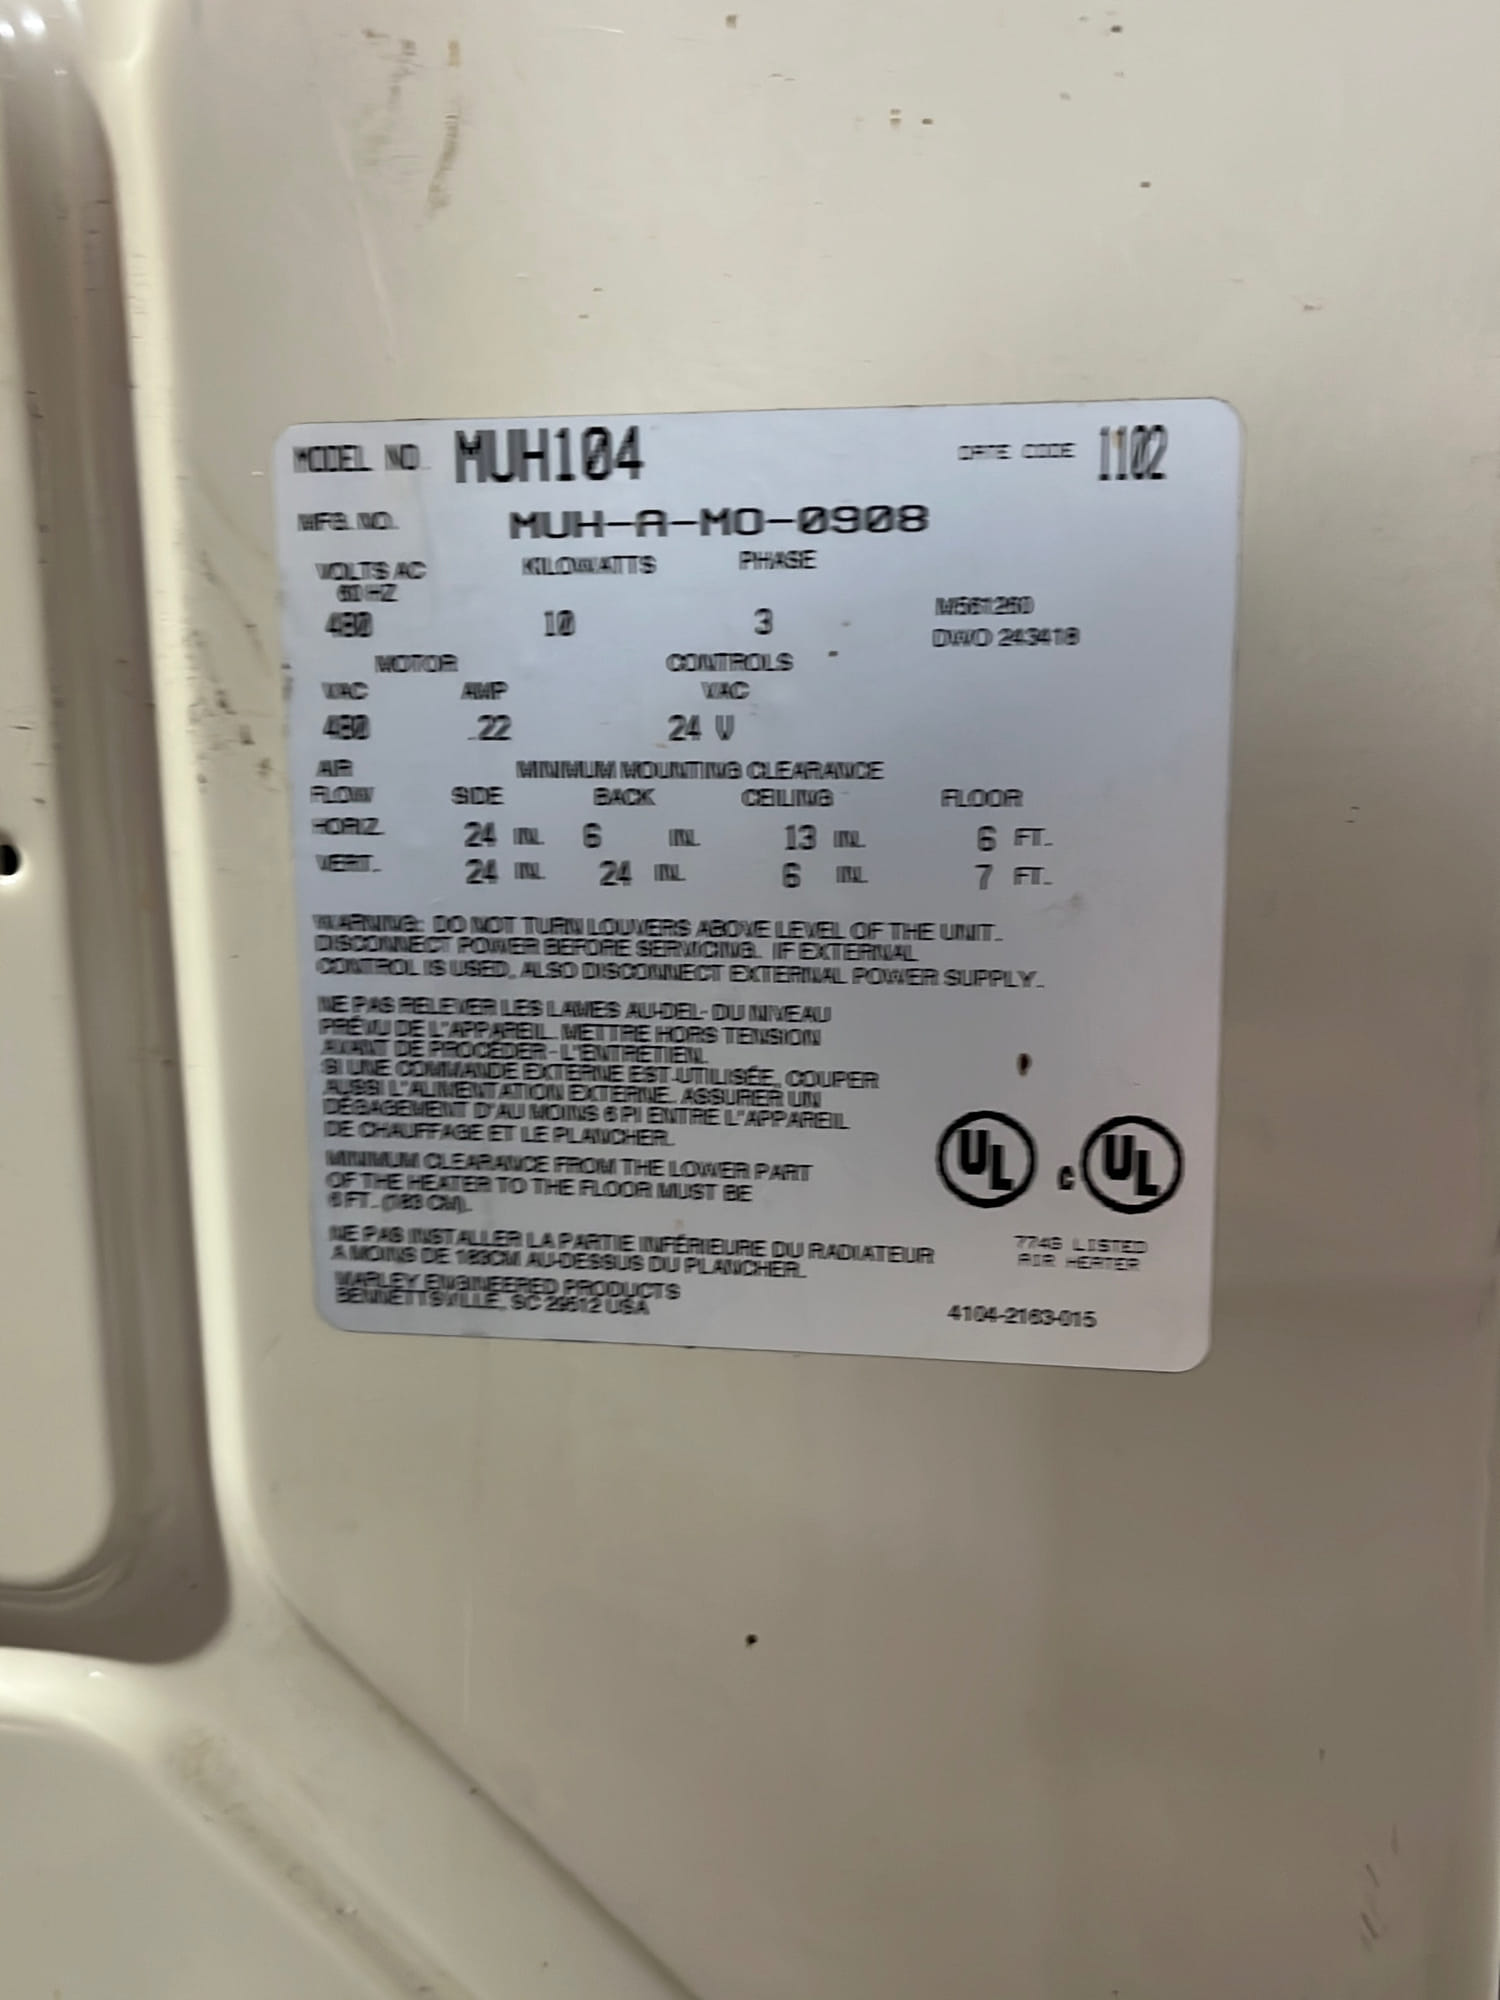 MODEL NO. MUH104 DATE CODE 1102
MFG. NO. MUH-A-MO-0908
VOLTS AC KILOWATTS PHASE
60 HZ
480 10 3 M561260
DWO 243418
MOTOR CONTROLS
VAC AMP VAC
480 .22 24 V
AIR MINIMUM MOUNTING CLEARANCE
FLOW SIDE BACK CEILING FLOOR
HORIZ. 24 IN. 6 IN. 13 IN. 6 FT.
VERT. 24 IN. 24 IN. 6 IN. 7 FT.
WARNING: DO NOT TURN LOUVERS ABOVE LEVEL OF THE UNIT.
DISCONNECT POWER BEFORE SERVICING. IF EXTERNAL
CONTROL IS USED, ALSO DISCONNECT EXTERNAL POWER SUPPLY.
NE PAS RELEVER LES LAMES AU-DEL- DU NIVEAU
PRÉVU DE L'APPAREIL. METTRE HORS TENSION
AVANT DE PROCÉDER - L'ENTRETIEN.
SI UNE COMMANDE EXTERNE EST UTILISÉE, COUPER
AUSSI L'ALIMENTATION EXTERNE. ASSURER UN
DÉGAGEMENT D'AU MOINS 6 PI ENTRE L'APPAREIL
DE CHAUFFAGE ET LE PLANCHER.
MINIMUM CLEARANCE FROM THE LOWER PART
OF THE HEATER TO THE FLOOR MUST BE
6 FT. (183 CM).
NE PAS INSTALLER LA PARTIE INFÉRIEURE DU RADIATEUR
A MOINS DE 183CM AU-DESSUS DU PLANCHER.
MARLEY ENGINEERED PRODUCTS
BENNETTSVILLE, SC 29512 USA
UL c UL
774S LISTED
AIR HEATER
4104-2163-015